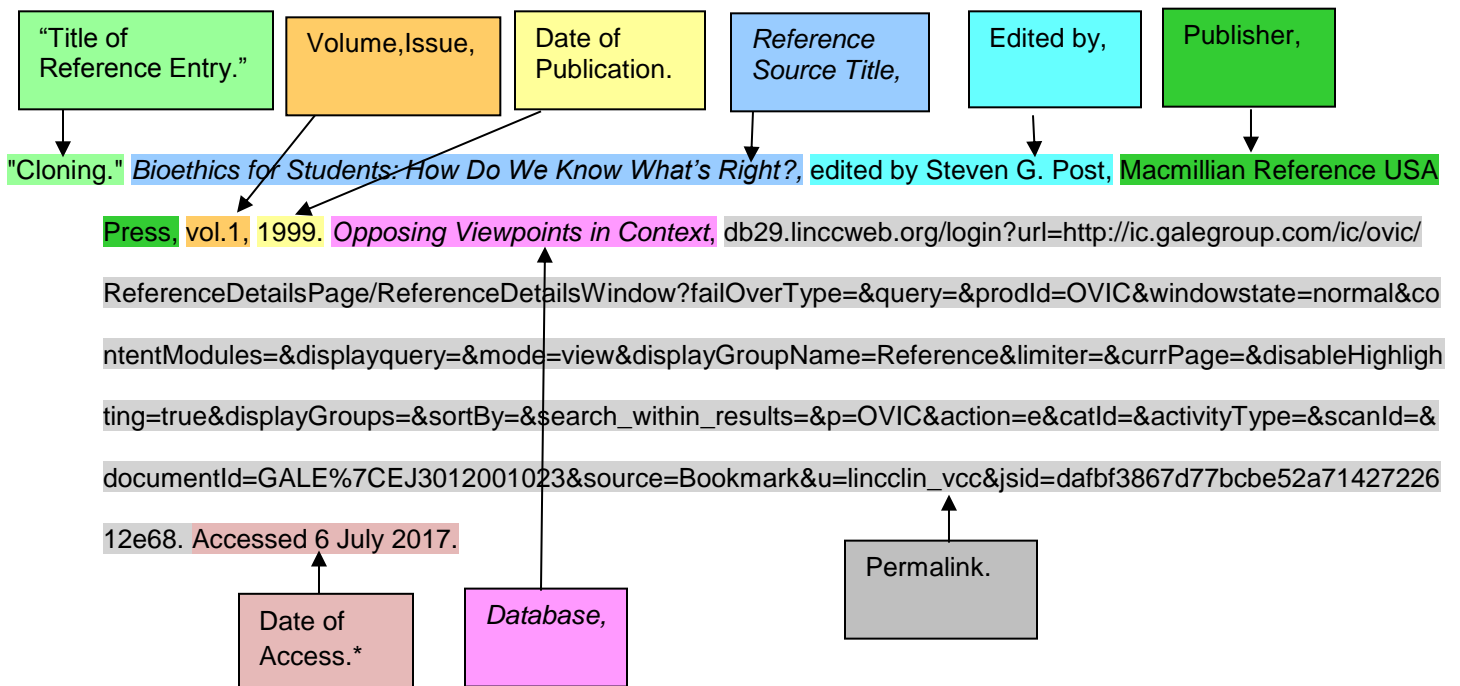 “Title of
Reference Entry.”
Volume,Issue,
Date of
Publication.
Reference
Source Title,
Edited by,
Publisher,
"Cloning." Bioethics for Students: How Do We Know What’s Right?, edited by Steven G. Post, Macmillian Reference USA
Press, vol.1, 1999. Opposing Viewpoints in Context, db29.linccweb.org/login?url=http://ic.galegroup.com/ic/ovic/
ReferenceDetailsPage/ReferenceDetailsWindow?failOverType=&query=&prodId=OVIC&windowstate=normal&co
ntentModules=&displayquery=&mode=view&displayGroupName=Reference&limiter=&currPage=&disableHighligh
ting=true&displayGroups=&sortBy=&search_within_results=&p=OVIC&action=e&catId=&activityType=&scanId=&
documentId=GALE%7CEJ3012001023&source=Bookmark&u=lincclin_vcc&jsid=dafbf3867d77bcbe52a71427226
12e68. Accessed 6 July 2017.
Permalink.
Date of
Access.*
Database,